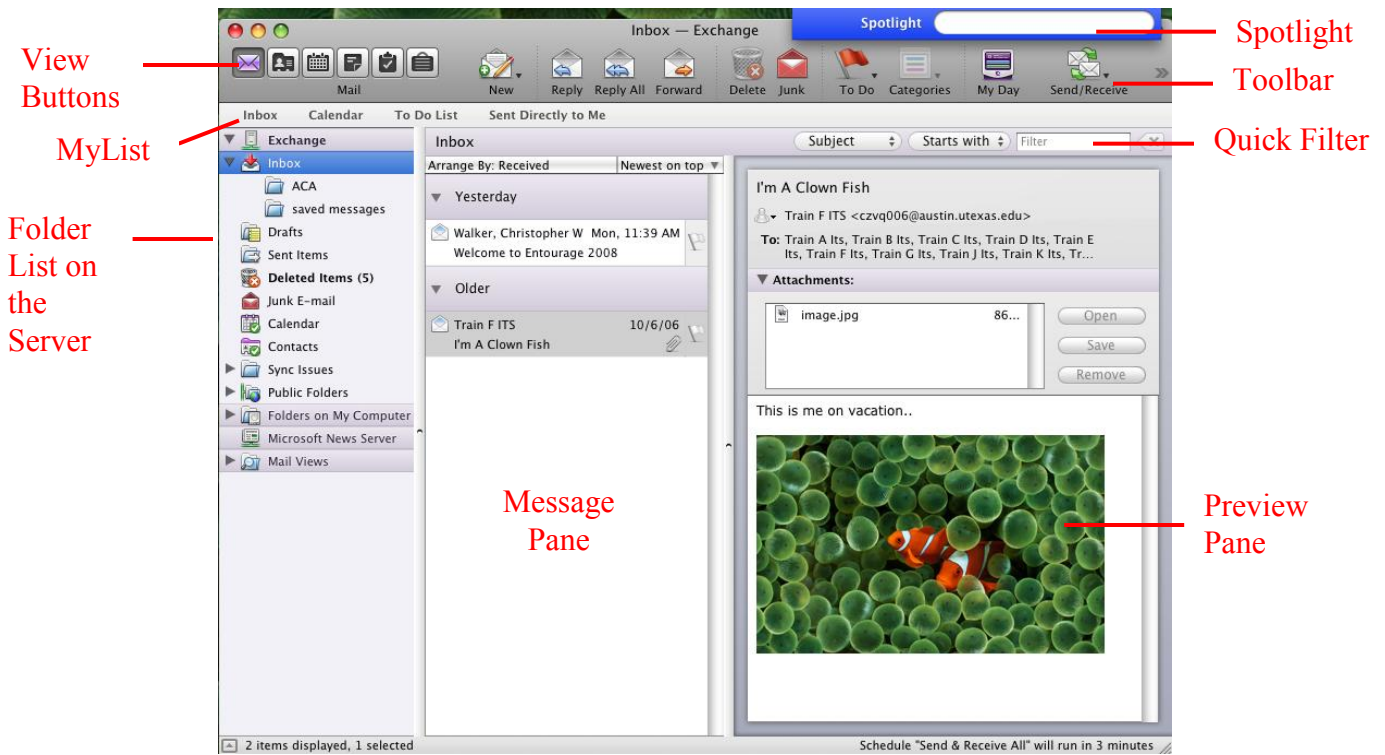 Spotlight
Inbox — Exchange
Spotlight
View
Buttons
Toolbar
Mail
New
Reply
Reply All
Forward
Delete
Junk
To Do
Categories
My Day
Send/Receive
MyList
Inbox
Calendar
To Do List
Sent Directly to Me
Quick Filter
Exchange
Inbox
ACA
saved messages
Drafts
Sent Items
Deleted Items (5)
Junk E-mail
Calendar
Contacts
Sync Issues
Public Folders
Folders on My Computer
Microsoft News Server
Mail Views
Folder
List on
the
Server
Inbox
Subject
Starts with
Filter
Arrange By: Received
Newest on top
Yesterday
Walker, Christopher W Mon, 11:39 AM
Welcome to Entourage 2008
Older
Train F ITS 10/6/06
I'm A Clown Fish
Message
Pane
I'm A Clown Fish
Train F ITS <czvq006@austin.utexas.edu>
To: Train A Its, Train B Its, Train C Its, Train D Its, Train E
Its, Train F Its, Train G Its, Train J Its, Train K Its, Tr...
Attachments:
image.jpg 86...
Open
Save
Remove
This is me on vacation..
Preview
Pane
2 items displayed, 1 selected
Schedule "Send & Receive All" will run in 3 minutes